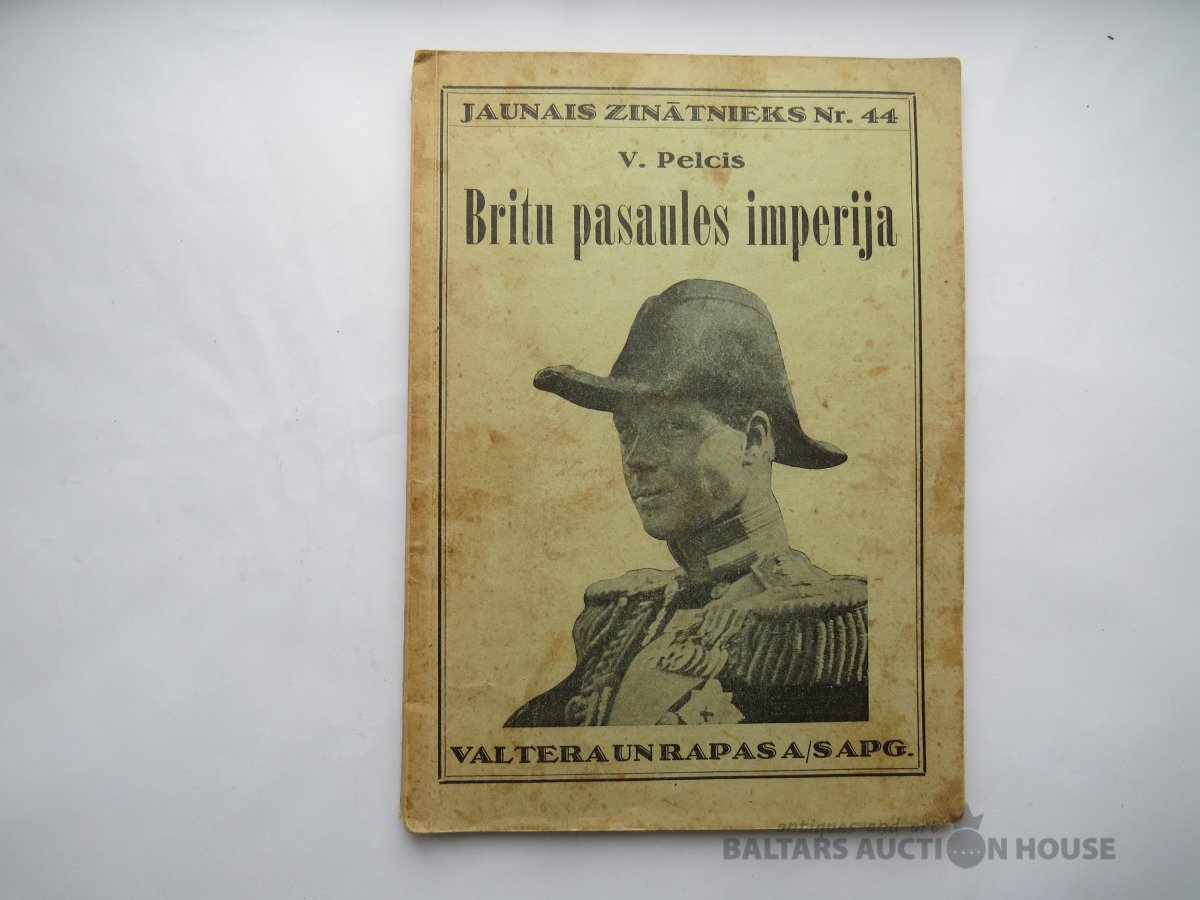 JAUNAIS ZINĀTNIEKS Nr. 44
V. Pelcis
Britu pasaules imperija
VALTERA UN RAPAS A/S APG.
antiques and art
BALTARS AUCTION HOUSE